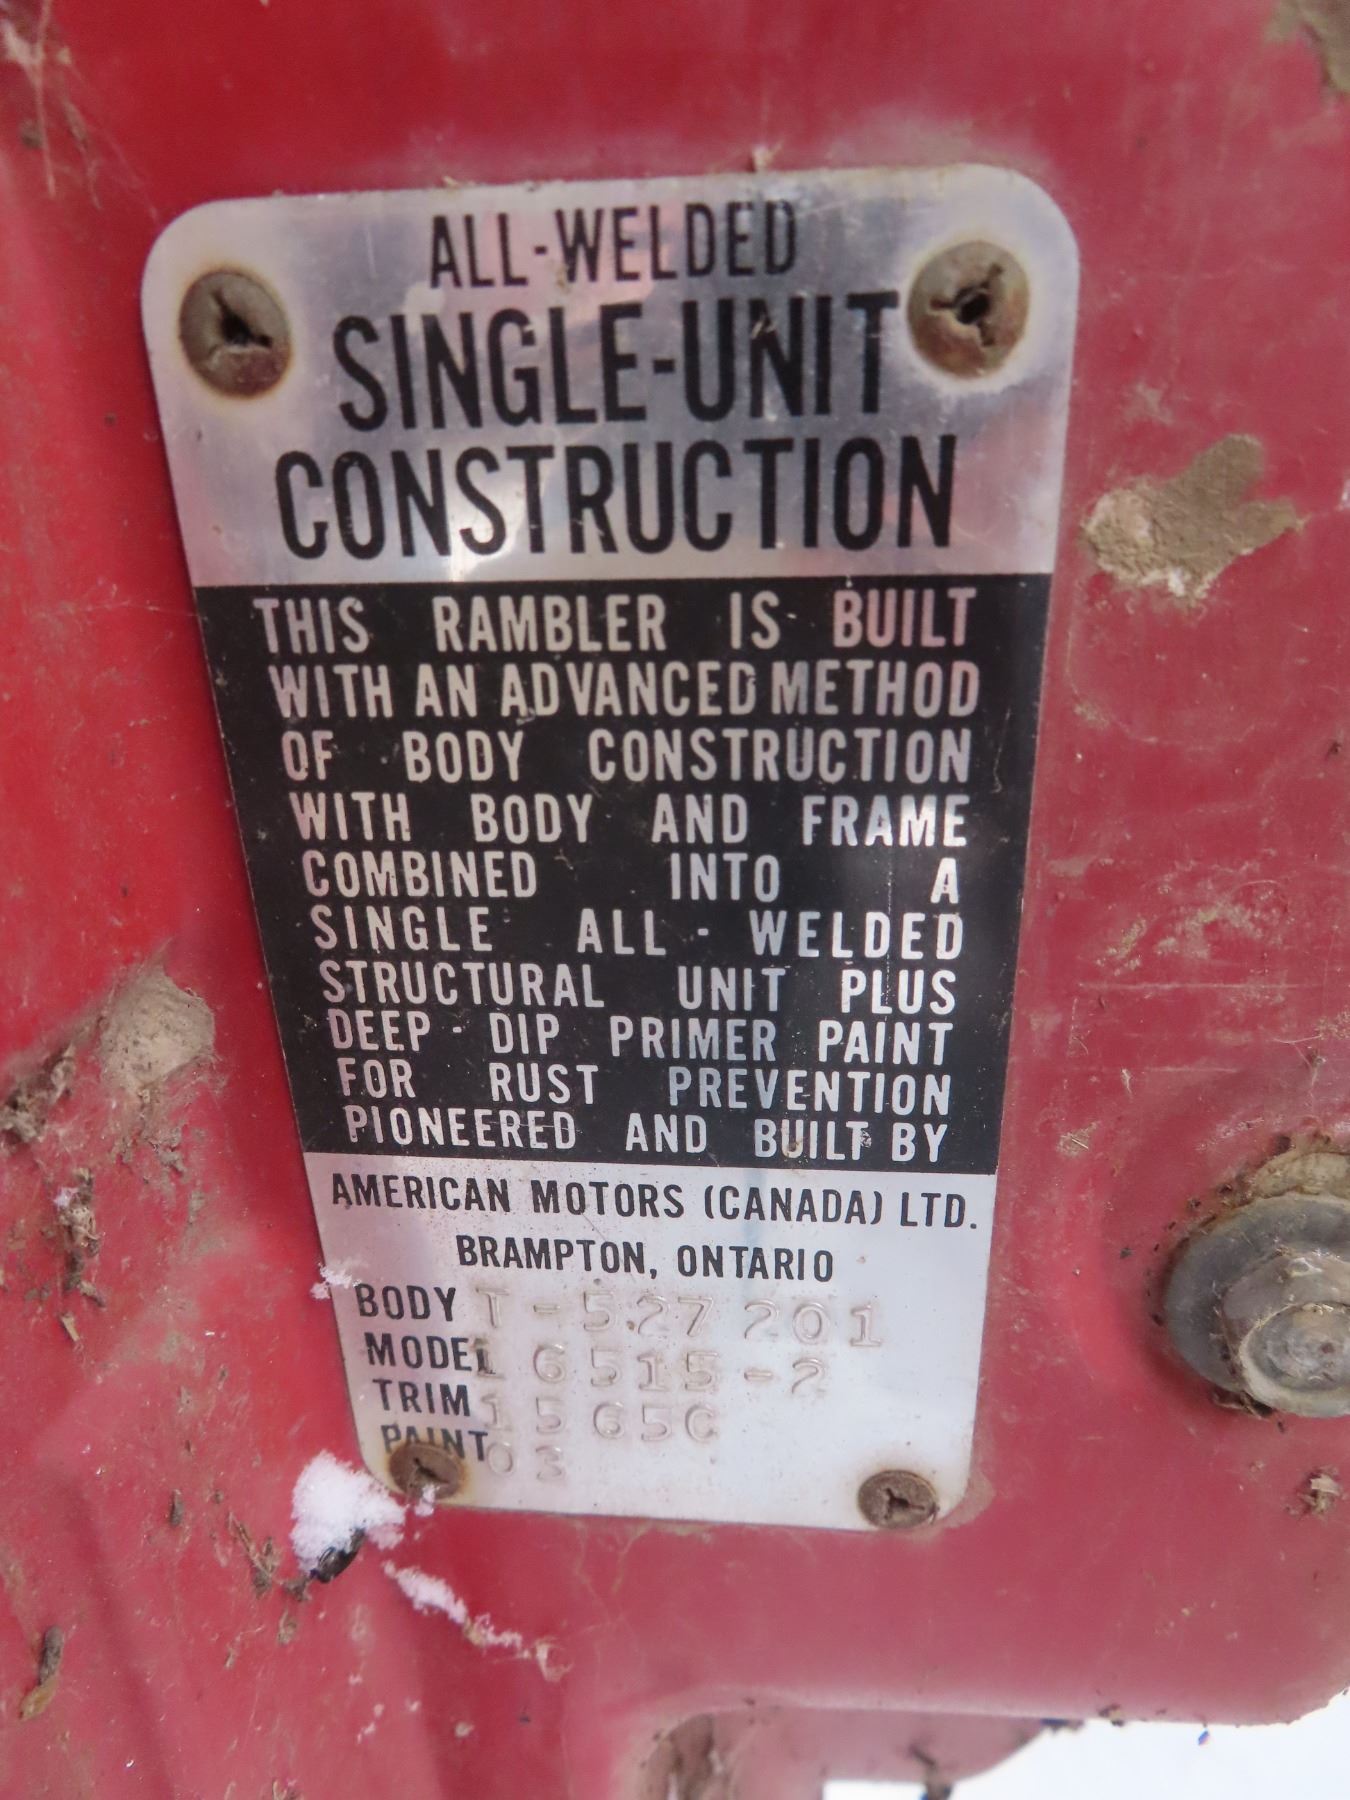 ALL-WELDED
SINGLE-UNIT
CONSTRUCTION
THIS RAMBLER IS BUILT
WITH AN ADVANCED METHOD
OF BODY CONSTRUCTION
WITH BODY AND FRAME
COMBINED INTO A
SINGLE ALL-WELDED
STRUCTURAL UNIT PLUS
DEEP-DIP PRIMER PAINT
FOR RUST PREVENTION
PIONEERED AND BUILT BY
AMERICAN MOTORS (CANADA) LTD.
BRAMPTON, ONTARIO
BODY T-527201
MODEL 6515-2
TRIM 1565C
PAINT 03